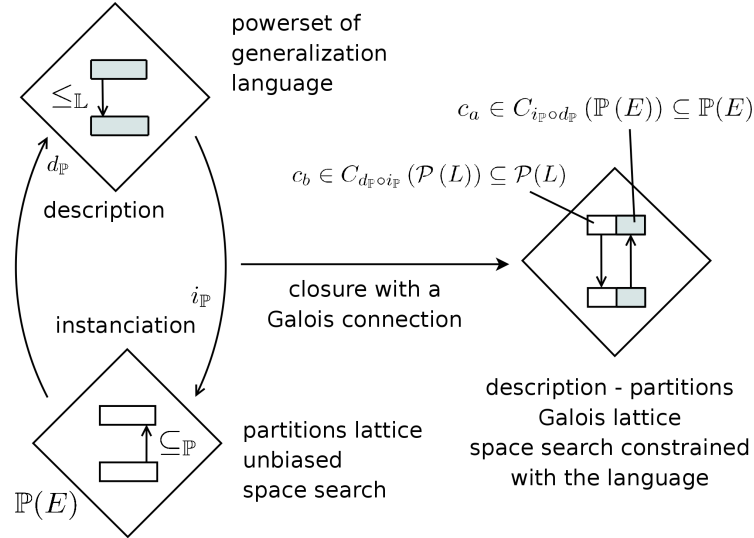 powerset of
generalization
language
≤𝕃
d_ℙ
description
c_a ∈ C_{i_ℙ∘d_ℙ} (ℙ (E)) ⊆ ℙ(E)
c_b ∈ C_{d_ℙ∘i_ℙ} (𝒫 (L)) ⊆ 𝒫(L)
i_ℙ
instanciation
closure with a
Galois connection
description - partitions
Galois lattice
space search constrained
with the language
⊆_ℙ
ℙ(E)
partitions lattice
unbiased
space search